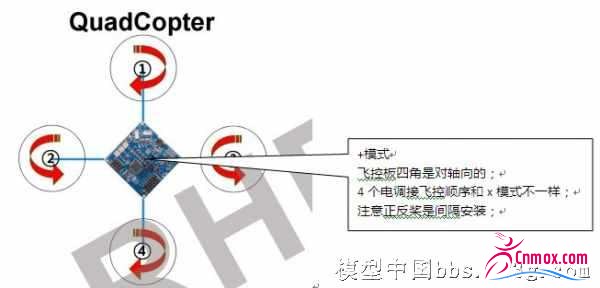 QuadCopter
①
②
+模式
飞控板四角是对轴向的；
4 个电调接飞控顺序和 x 模式不一样；
注意正反桨是间隔安装；
④
模型中国bbs.
Cnmox.com